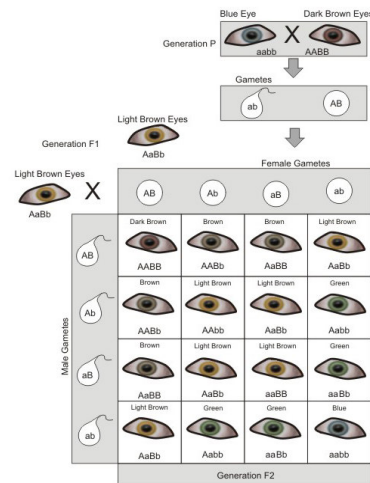 Blue Eye Dark Brown Eyes
Generation P X
aabb AABB
Gametes
ab AB
Light Brown Eyes
Generation F1
AaBb
Female Gametes
Light Brown Eyes
X AB Ab aB ab
AaBb
Male Gametes
Dark Brown Brown Brown Light Brown
AB
AABB AABb AaBB AaBb
Brown Light Brown Light Brown Green
Ab
AABb AAbb AaBb Aabb
Brown Light Brown Light Brown Green
aB
AaBB AaBb aaBB aaBb
Light Brown Green Green Blue
ab
AaBb Aabb aaBb aabb
Generation F2